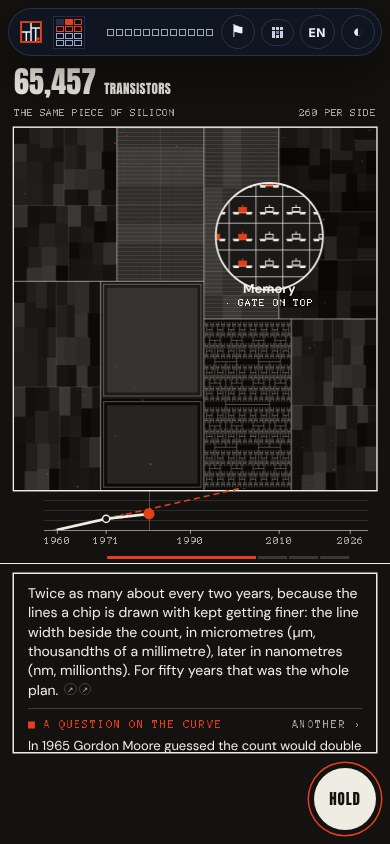 EN
65,457 TRANSISTORS
THE SAME PIECE OF SILICON
260 PER SIDE
Memory
· GATE ON TOP
1960 1971 1990 2010 2026
Twice as many about every two years, because the
lines a chip is drawn with kept getting finer: the line
width beside the count, in micrometres (µm,
thousandths of a millimetre), later in nanometres
(nm, millionths). For fifty years that was the whole
plan.
A QUESTION ON THE CURVE
ANOTHER ›
In 1965 Gordon Moore guessed the count would double
HOLD